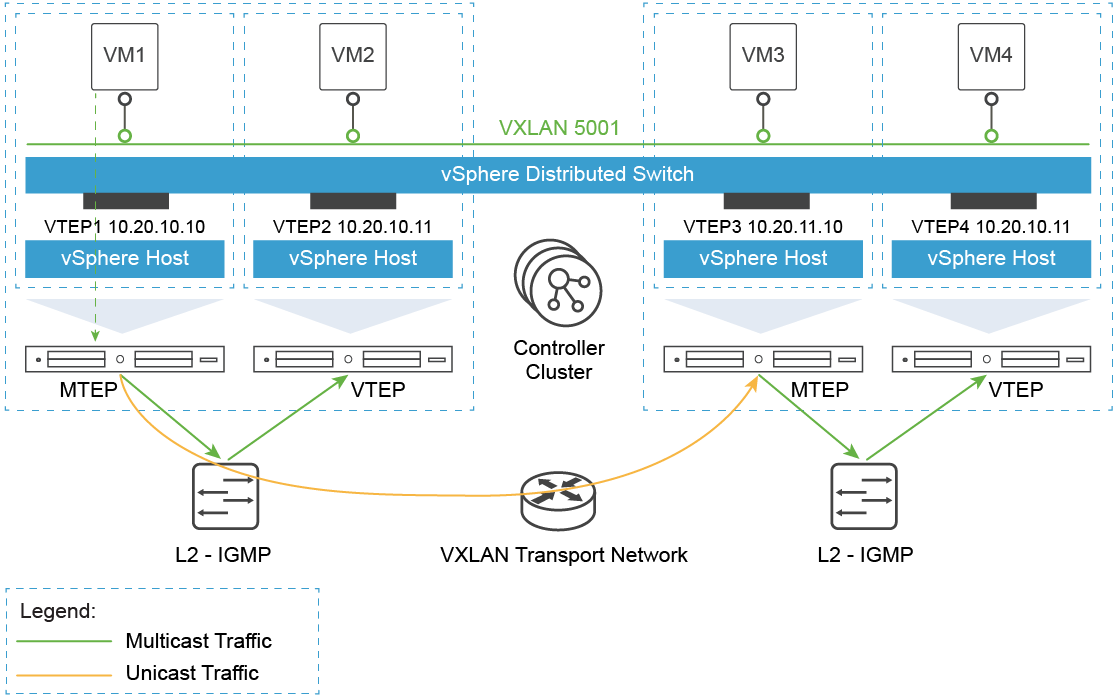 VM1
VM2
VM3
VM4
VXLAN 5001
vSphere Distributed Switch
VTEP1 10.20.10.10
VTEP2 10.20.10.11
VTEP3 10.20.11.10
VTEP4 10.20.10.11
vSphere Host
vSphere Host
vSphere Host
vSphere Host
Controller
Cluster
MTEP
VTEP
MTEP
VTEP
L2 - IGMP
VXLAN Transport Network
L2 - IGMP
Legend:
Multicast Traffic
Unicast Traffic